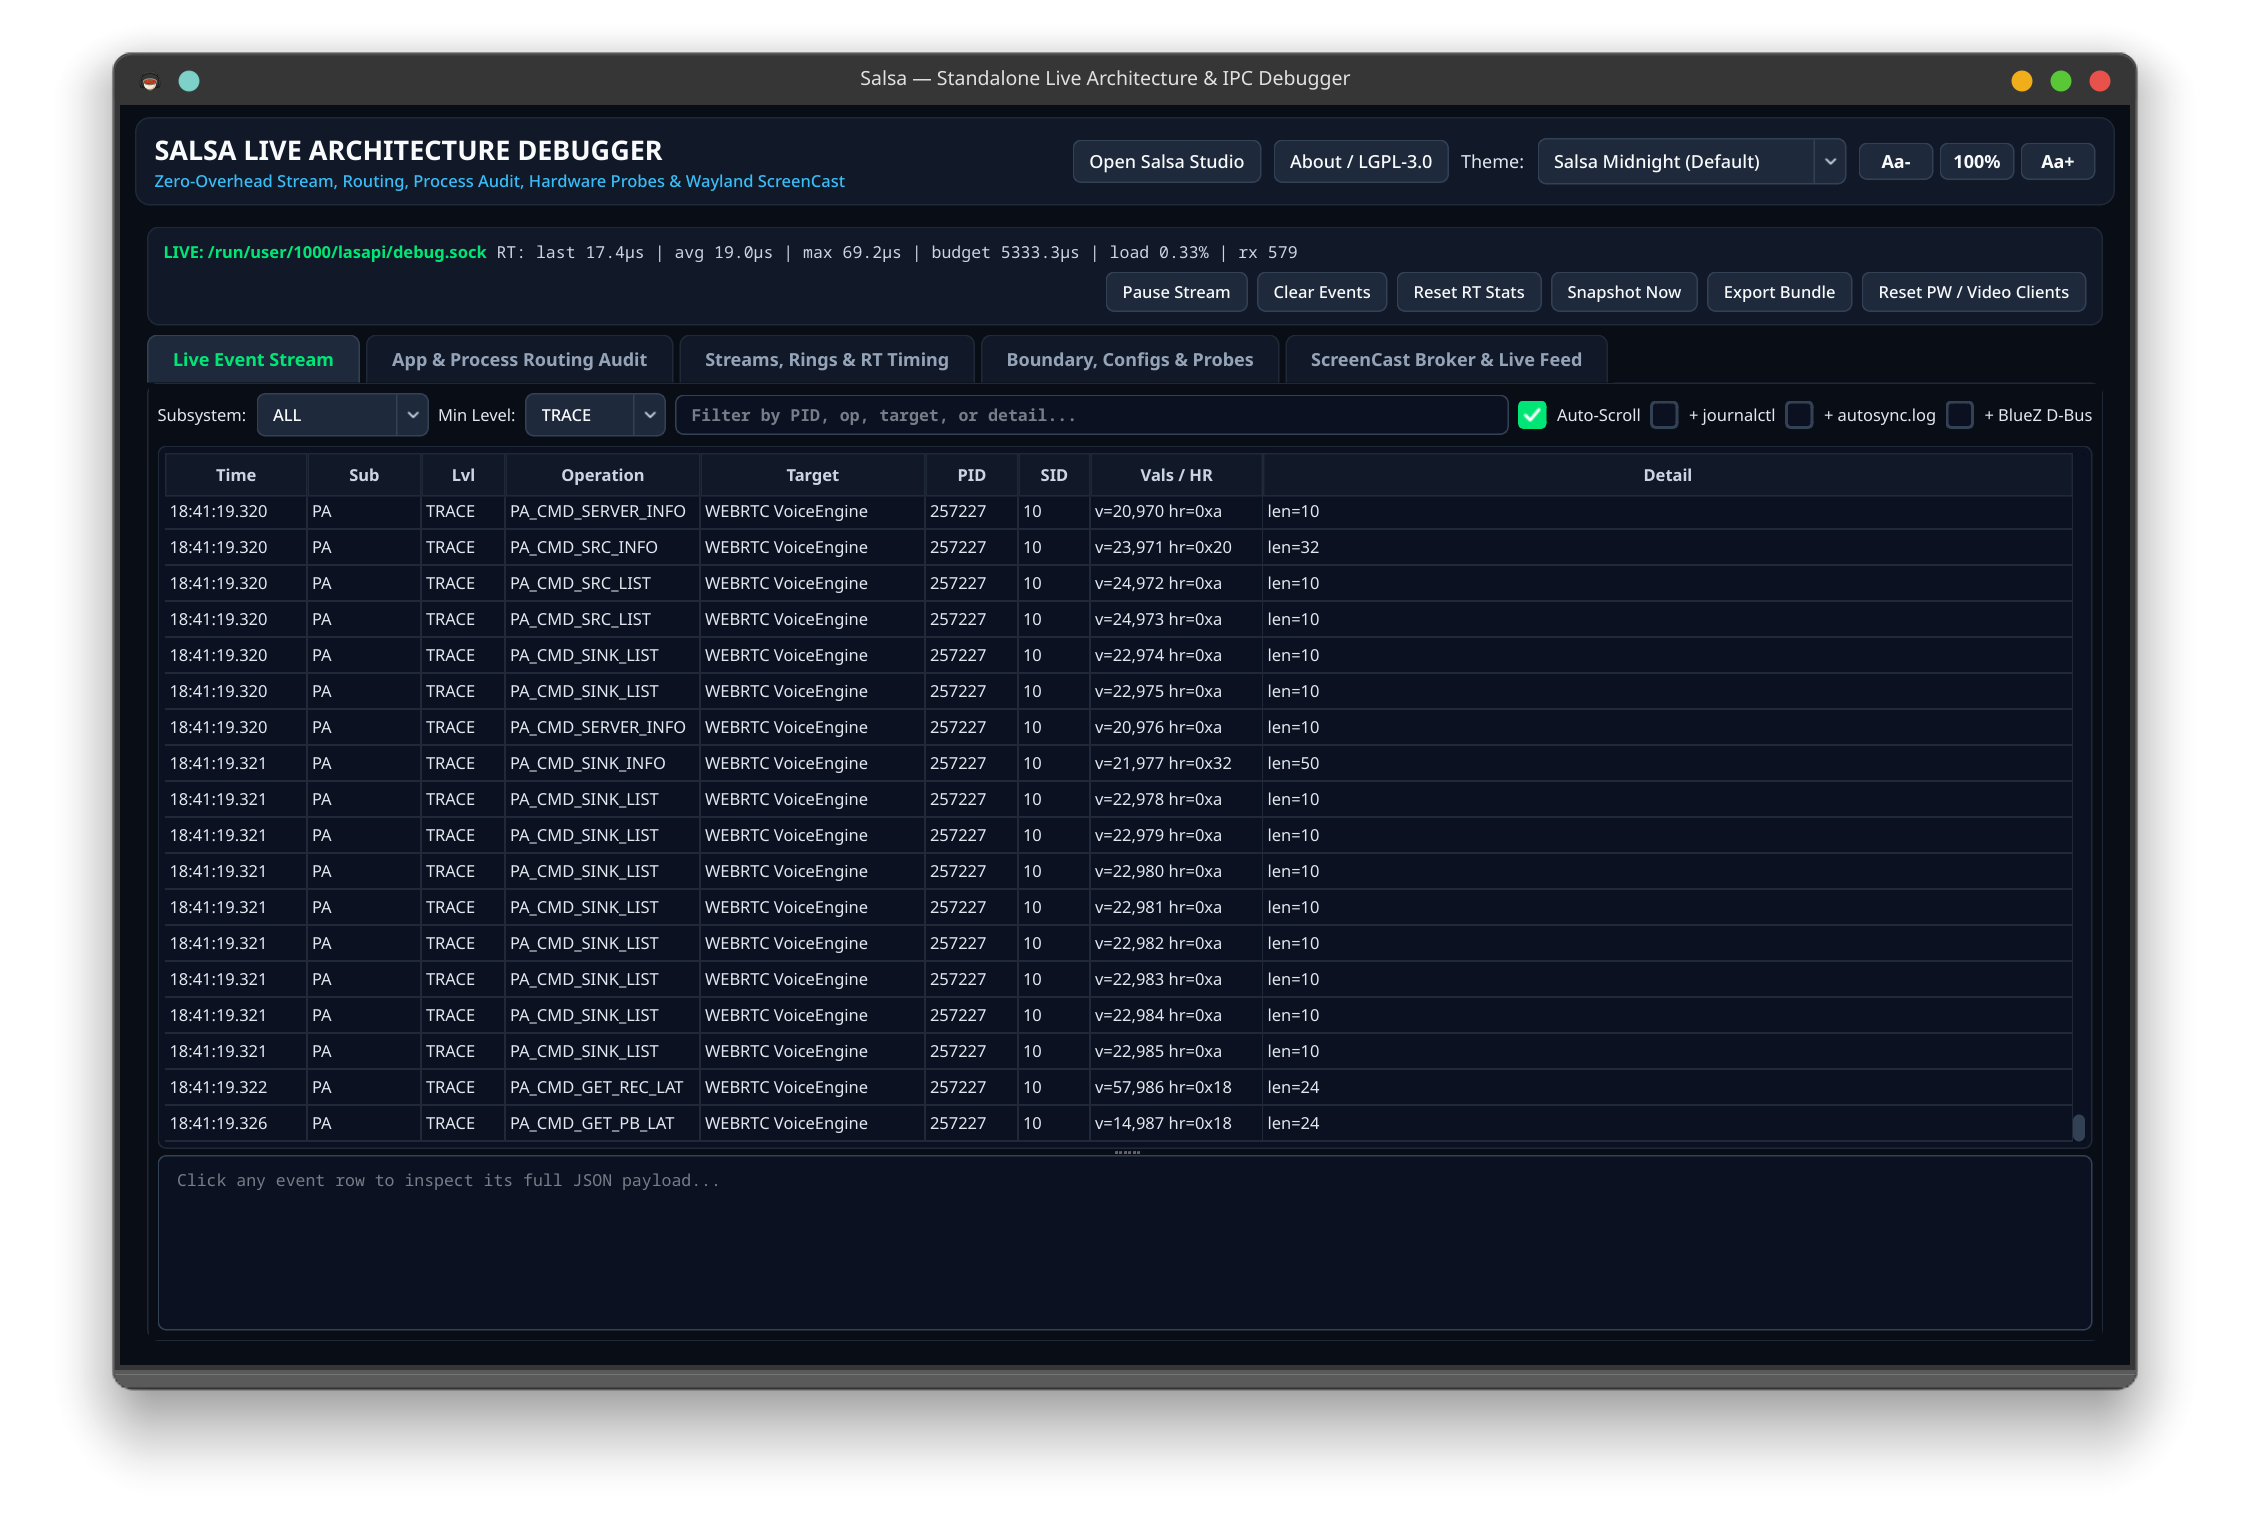 Salsa — Standalone Live Architecture & IPC Debugger
SALSA LIVE ARCHITECTURE DEBUGGER
Zero-Overhead Stream, Routing, Process Audit, Hardware Probes & Wayland ScreenCast
Open Salsa Studio About / LGPL-3.0 Theme: Salsa Midnight (Default) Aa- 100% Aa+
LIVE: /run/user/1000/lasapi/debug.sock RT: last 17.4µs | avg 19.0µs | max 69.2µs | budget 5333.3µs | load 0.33% | rx 579
Pause Stream Clear Events Reset RT Stats Snapshot Now Export Bundle Reset PW / Video Clients
Live Event Stream App & Process Routing Audit Streams, Rings & RT Timing Boundary, Configs & Probes ScreenCast Broker & Live Feed
Subsystem: ALL Min Level: TRACE Filter by PID, op, target, or detail... Auto-Scroll + journalctl + autosync.log + BlueZ D-Bus
Time Sub Lvl Operation Target PID SID Vals / HR Detail
18:41:19.320 PA TRACE PA_CMD_SERVER_INFO WEBRTC VoiceEngine 257227 10 v=20,970 hr=0xa len=10
18:41:19.320 PA TRACE PA_CMD_SRC_INFO WEBRTC VoiceEngine 257227 10 v=23,971 hr=0x20 len=32
18:41:19.320 PA TRACE PA_CMD_SRC_LIST WEBRTC VoiceEngine 257227 10 v=24,972 hr=0xa len=10
18:41:19.320 PA TRACE PA_CMD_SRC_LIST WEBRTC VoiceEngine 257227 10 v=24,973 hr=0xa len=10
18:41:19.320 PA TRACE PA_CMD_SINK_LIST WEBRTC VoiceEngine 257227 10 v=22,974 hr=0xa len=10
18:41:19.320 PA TRACE PA_CMD_SINK_LIST WEBRTC VoiceEngine 257227 10 v=22,975 hr=0xa len=10
18:41:19.320 PA TRACE PA_CMD_SERVER_INFO WEBRTC VoiceEngine 257227 10 v=20,976 hr=0xa len=10
18:41:19.321 PA TRACE PA_CMD_SINK_INFO WEBRTC VoiceEngine 257227 10 v=21,977 hr=0x32 len=50
18:41:19.321 PA TRACE PA_CMD_SINK_LIST WEBRTC VoiceEngine 257227 10 v=22,978 hr=0xa len=10
18:41:19.321 PA TRACE PA_CMD_SINK_LIST WEBRTC VoiceEngine 257227 10 v=22,979 hr=0xa len=10
18:41:19.321 PA TRACE PA_CMD_SINK_LIST WEBRTC VoiceEngine 257227 10 v=22,980 hr=0xa len=10
18:41:19.321 PA TRACE PA_CMD_SINK_LIST WEBRTC VoiceEngine 257227 10 v=22,981 hr=0xa len=10
18:41:19.321 PA TRACE PA_CMD_SINK_LIST WEBRTC VoiceEngine 257227 10 v=22,982 hr=0xa len=10
18:41:19.321 PA TRACE PA_CMD_SINK_LIST WEBRTC VoiceEngine 257227 10 v=22,983 hr=0xa len=10
18:41:19.321 PA TRACE PA_CMD_SINK_LIST WEBRTC VoiceEngine 257227 10 v=22,984 hr=0xa len=10
18:41:19.321 PA TRACE PA_CMD_SINK_LIST WEBRTC VoiceEngine 257227 10 v=22,985 hr=0xa len=10
18:41:19.322 PA TRACE PA_CMD_GET_REC_LAT WEBRTC VoiceEngine 257227 10 v=57,986 hr=0x18 len=24
18:41:19.326 PA TRACE PA_CMD_GET_PB_LAT WEBRTC VoiceEngine 257227 10 v=14,987 hr=0x18 len=24
Click any event row to inspect its full JSON payload...